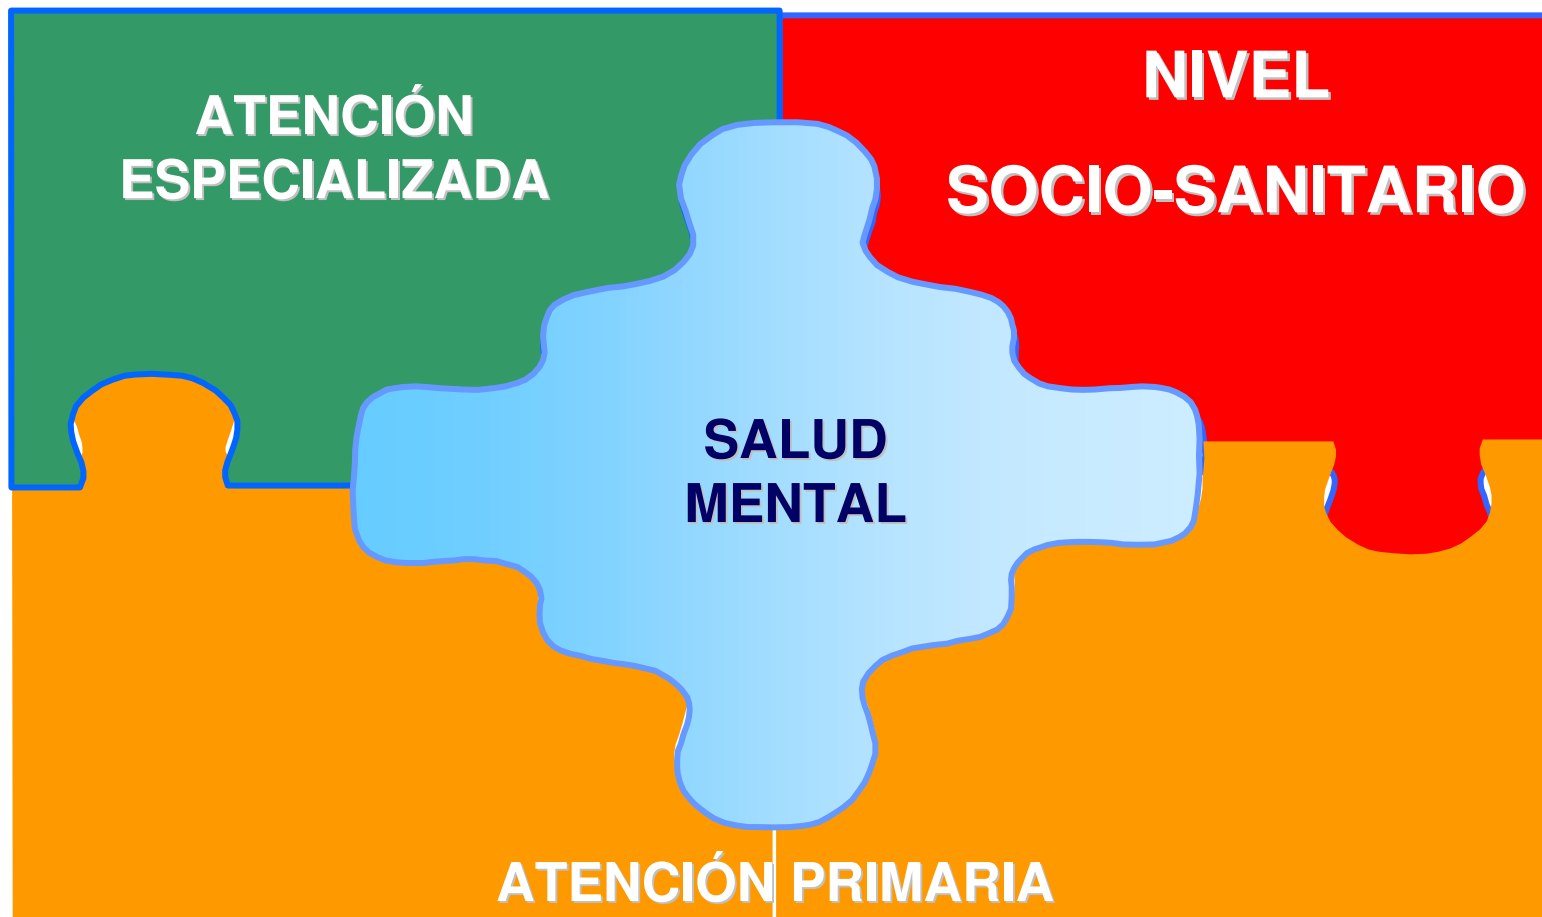 ATENCIÓN
ESPECIALIZADA
NIVEL
SOCIO-SANITARIO
SALUD
MENTAL
ATENCIÓN PRIMARIA